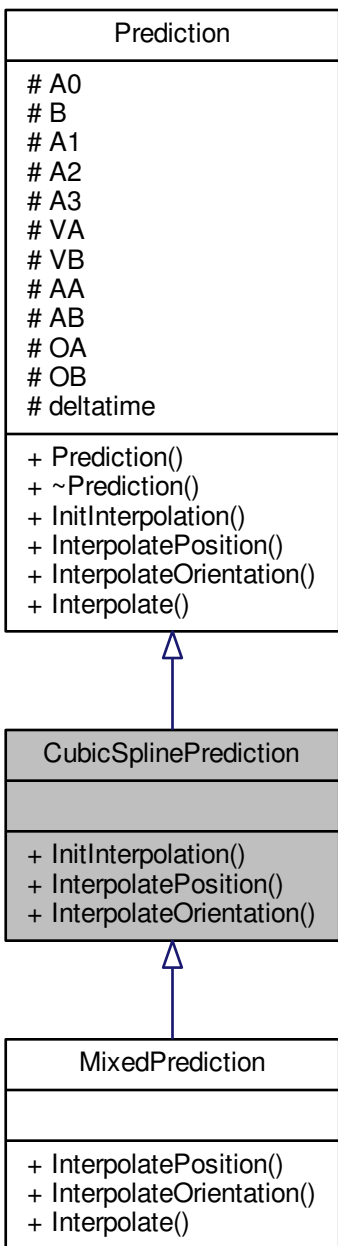 Prediction
# A0
# B
# A1
# A2
# A3
# VA
# VB
# AA
# AB
# OA
# OB
# deltatime
+ Prediction()
+ ~Prediction()
+ InitInterpolation()
+ InterpolatePosition()
+ InterpolateOrientation()
+ Interpolate()
CubicSplinePrediction
+ InitInterpolation()
+ InterpolatePosition()
+ InterpolateOrientation()
MixedPrediction
+ InterpolatePosition()
+ InterpolateOrientation()
+ Interpolate()